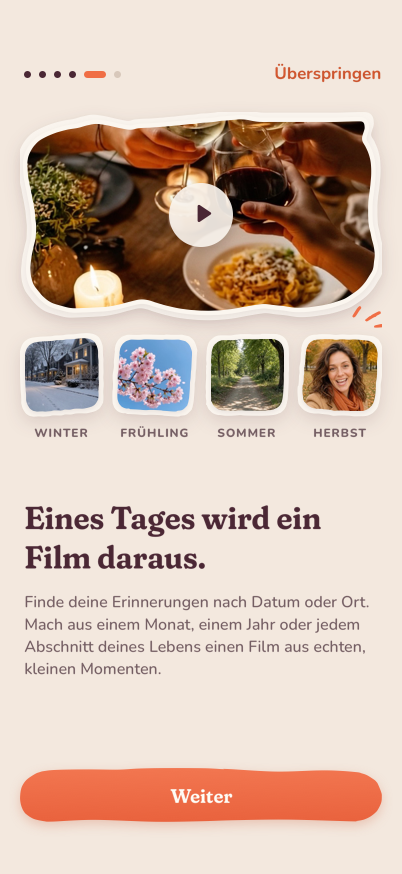 Überspringen
WINTER
FRÜHLING
SOMMER
HERBST
Eines Tages wird ein
Film daraus.
Finde deine Erinnerungen nach Datum oder Ort.
Mach aus einem Monat, einem Jahr oder jedem
Abschnitt deines Lebens einen Film aus echten,
kleinen Momenten.
Weiter